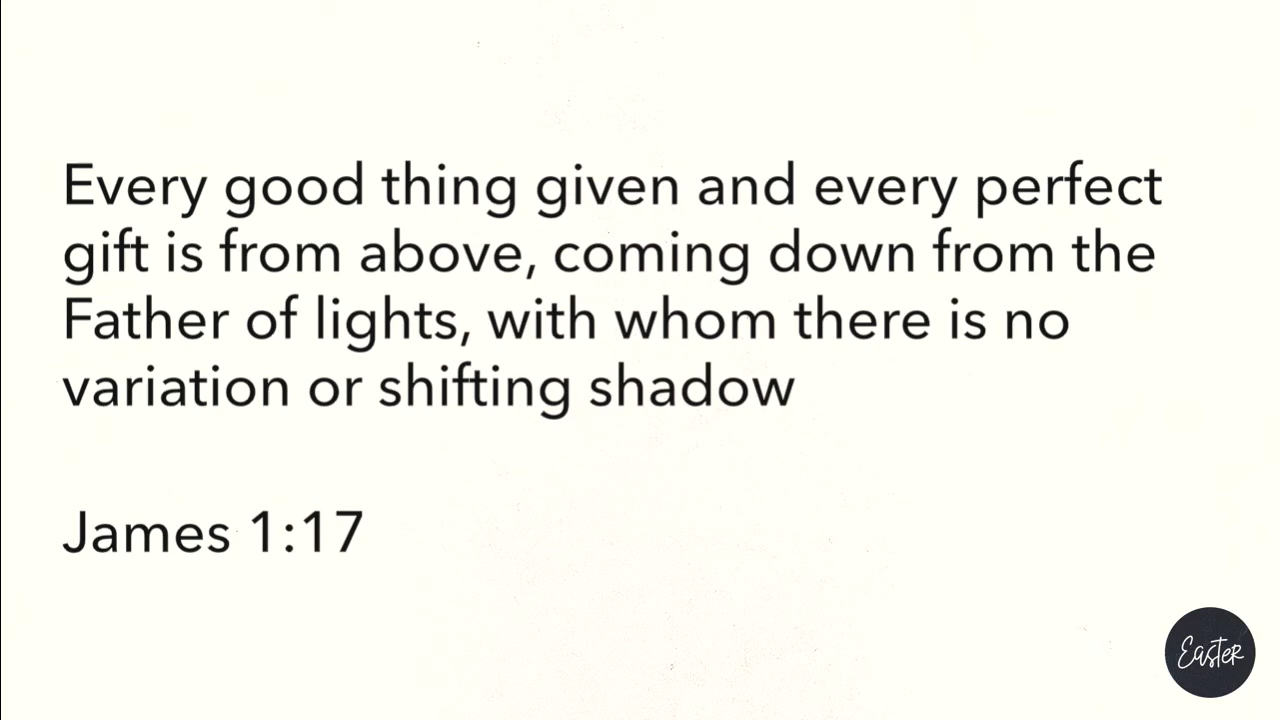 Every good thing given and every perfect
gift is from above, coming down from the
Father of lights, with whom there is no
variation or shifting shadow
James 1:17
Easter